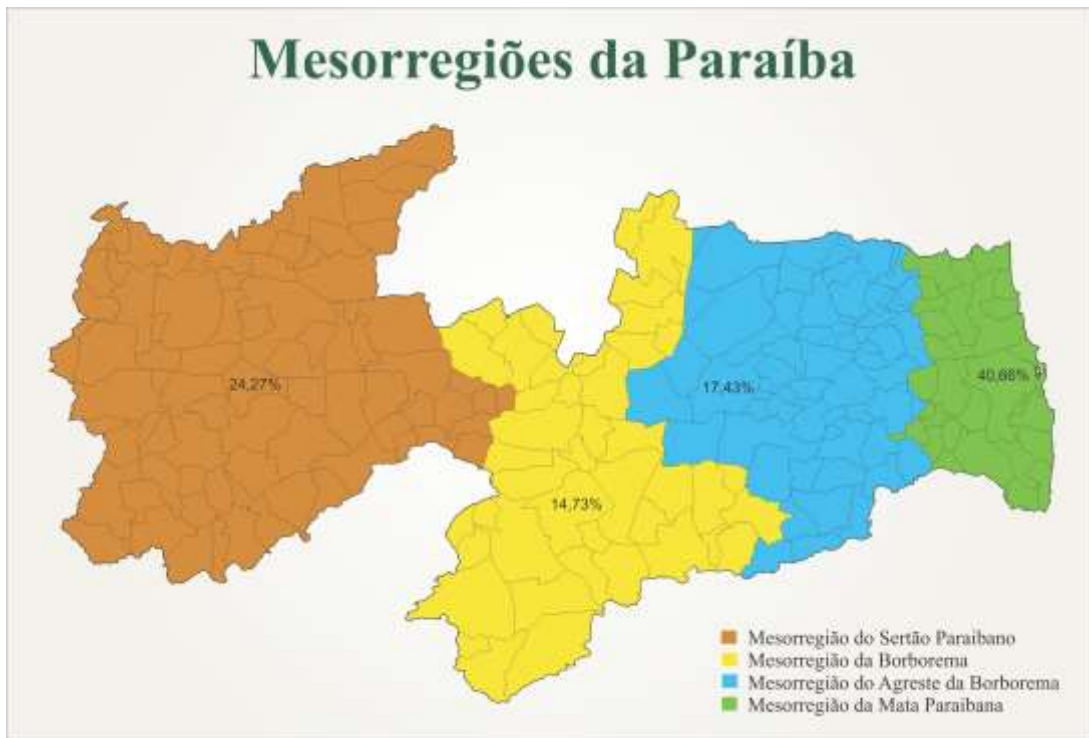 Mesorregiões da Paraíba
24,27%
17,43%
40,66%
14,73%
Mesorregião do Sertão Paraibano
Mesorregião da Borborema
Mesorregião do Agreste da Borborema
Mesorregião da Mata Paraibana